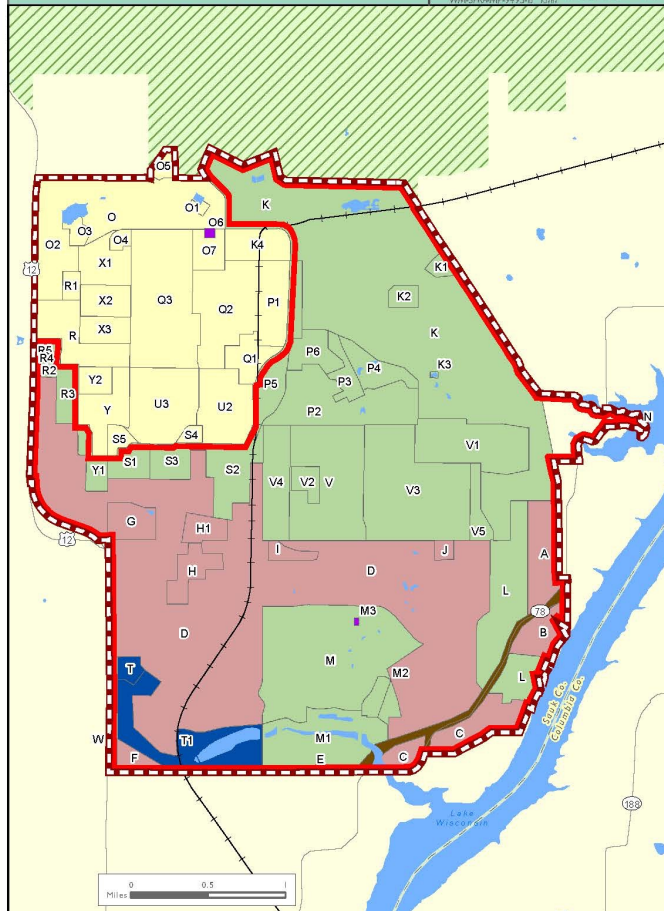 O5
O1
K
O
O6
O3
O4
O2
O7
K4
12
X1
K1
R1
X2
Q3
Q2
P1
K2
K
X3
R
R5
R4
R2
Q1
P6
P4
K3
Y2
P5
P3
R3
Y
U3
U2
P2
N
S5
S4
V1
Y1
S1
S3
S2
V4
V2
V
V3
G
H1
V5
12
I
J
A
H
D
L
78
D
M3
B
M
T
M2
L
Sauk Co.
Columbia Co.
W
T1
M1
C
F
E
C
188
Lake
Wisconsin
0 0.5 1
Miles